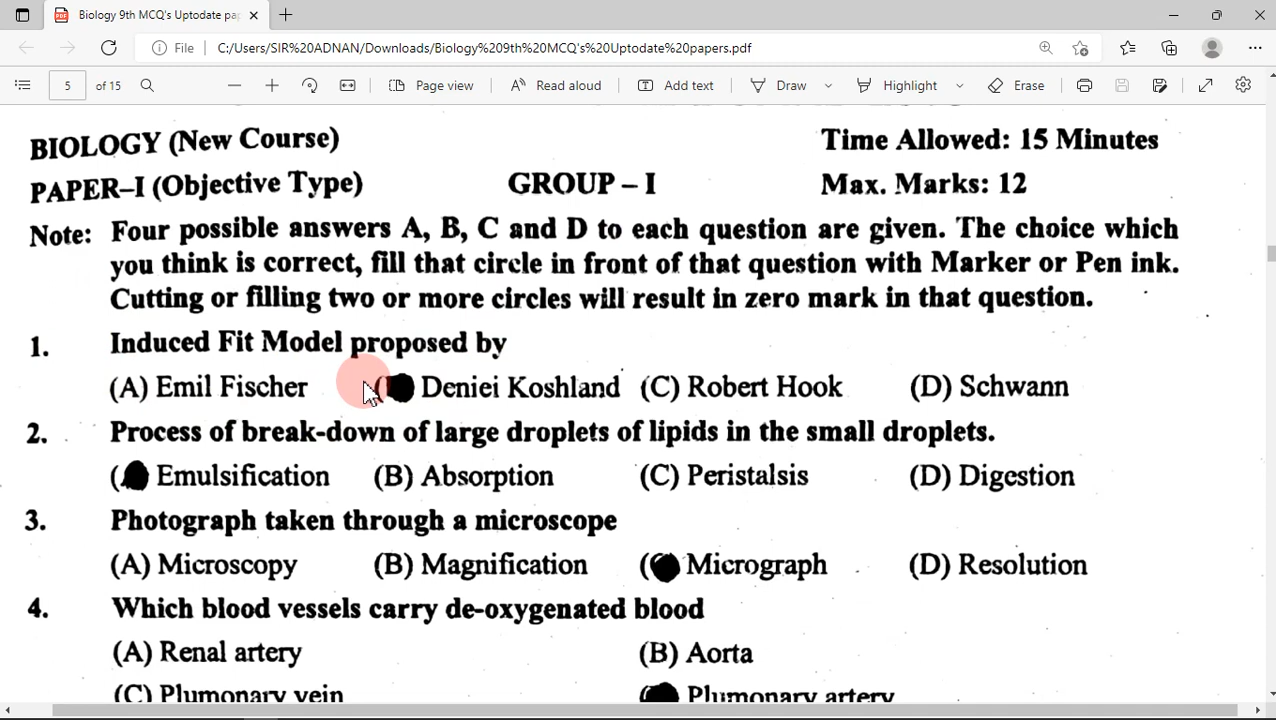 Biology 9th MCQ's Uptodate pa
File C:/Users/SIR%20ADNAN/Downloads/Biology%209th%20MCQ's%20Uptodate%20papers.pdf
5 of 15 Page view Read aloud Add text Draw Highlight Erase
BIOLOGY (New Course) Time Allowed: 15 Minutes
PAPER–I (Objective Type) GROUP – I Max. Marks: 12
Note: Four possible answers A, B, C and D to each question are given. The choice which
you think is correct, fill that circle in front of that question with Marker or Pen ink.
Cutting or filling two or more circles will result in zero mark in that question.
1. Induced Fit Model proposed by
(A) Emil Fischer Deniei Koshland (C) Robert Hook (D) Schwann
2. Process of break-down of large droplets of lipids in the small droplets.
Emulsification (B) Absorption (C) Peristalsis (D) Digestion
3. Photograph taken through a microscope
(A) Microscopy (B) Magnification Micrograph (D) Resolution
4. Which blood vessels carry de-oxygenated blood
(A) Renal artery (B) Aorta
(C) Plumonary vein Plumonary artery